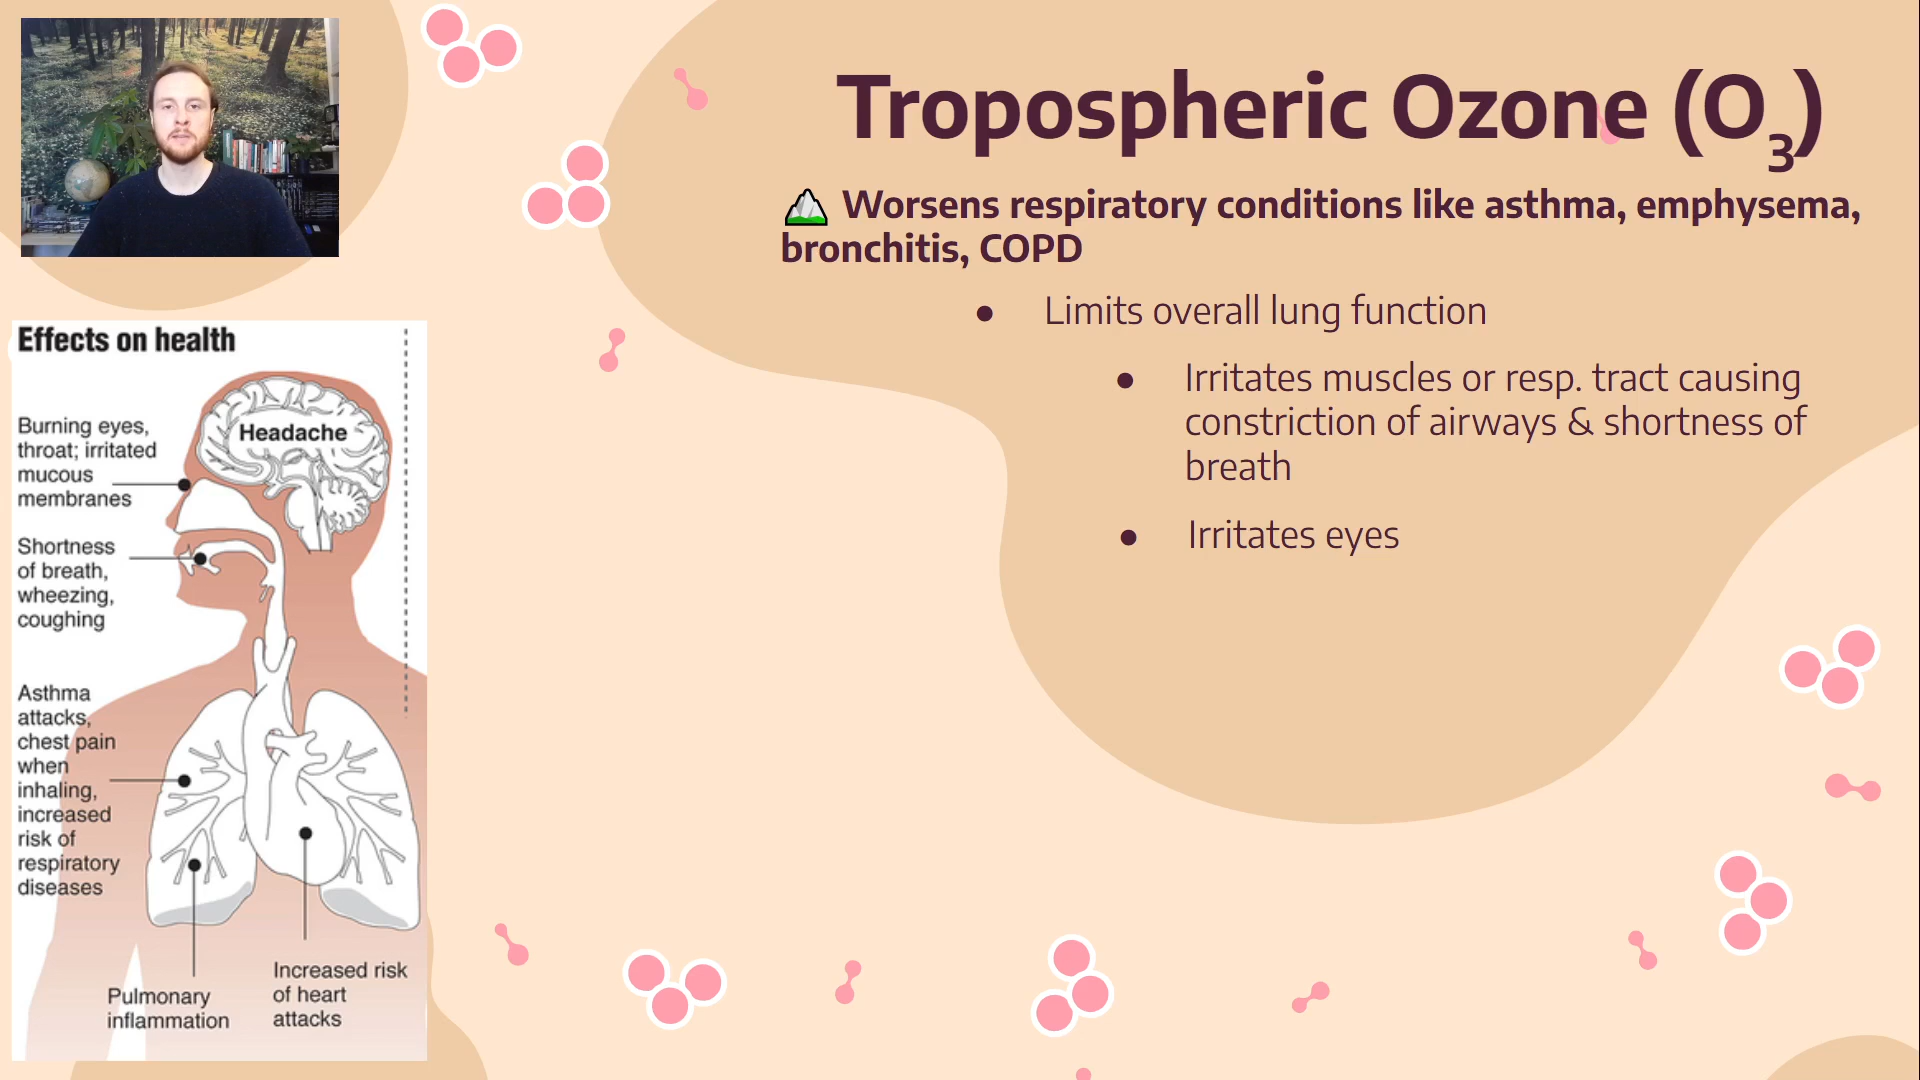 Tropospheric Ozone (O3)
Worsens respiratory conditions like asthma, emphysema,
bronchitis, COPD
● Limits overall lung function
● Irritates muscles or resp. tract causing
constriction of airways & shortness of
breath
● Irritates eyes
Effects on health
Headache
Burning eyes,
throat; irritated
mucous
membranes
Shortness
of breath,
wheezing,
coughing
Asthma
attacks,
chest pain
when
inhaling,
increased
risk of
respiratory
diseases
Pulmonary
inflammation
Increased risk
of heart
attacks